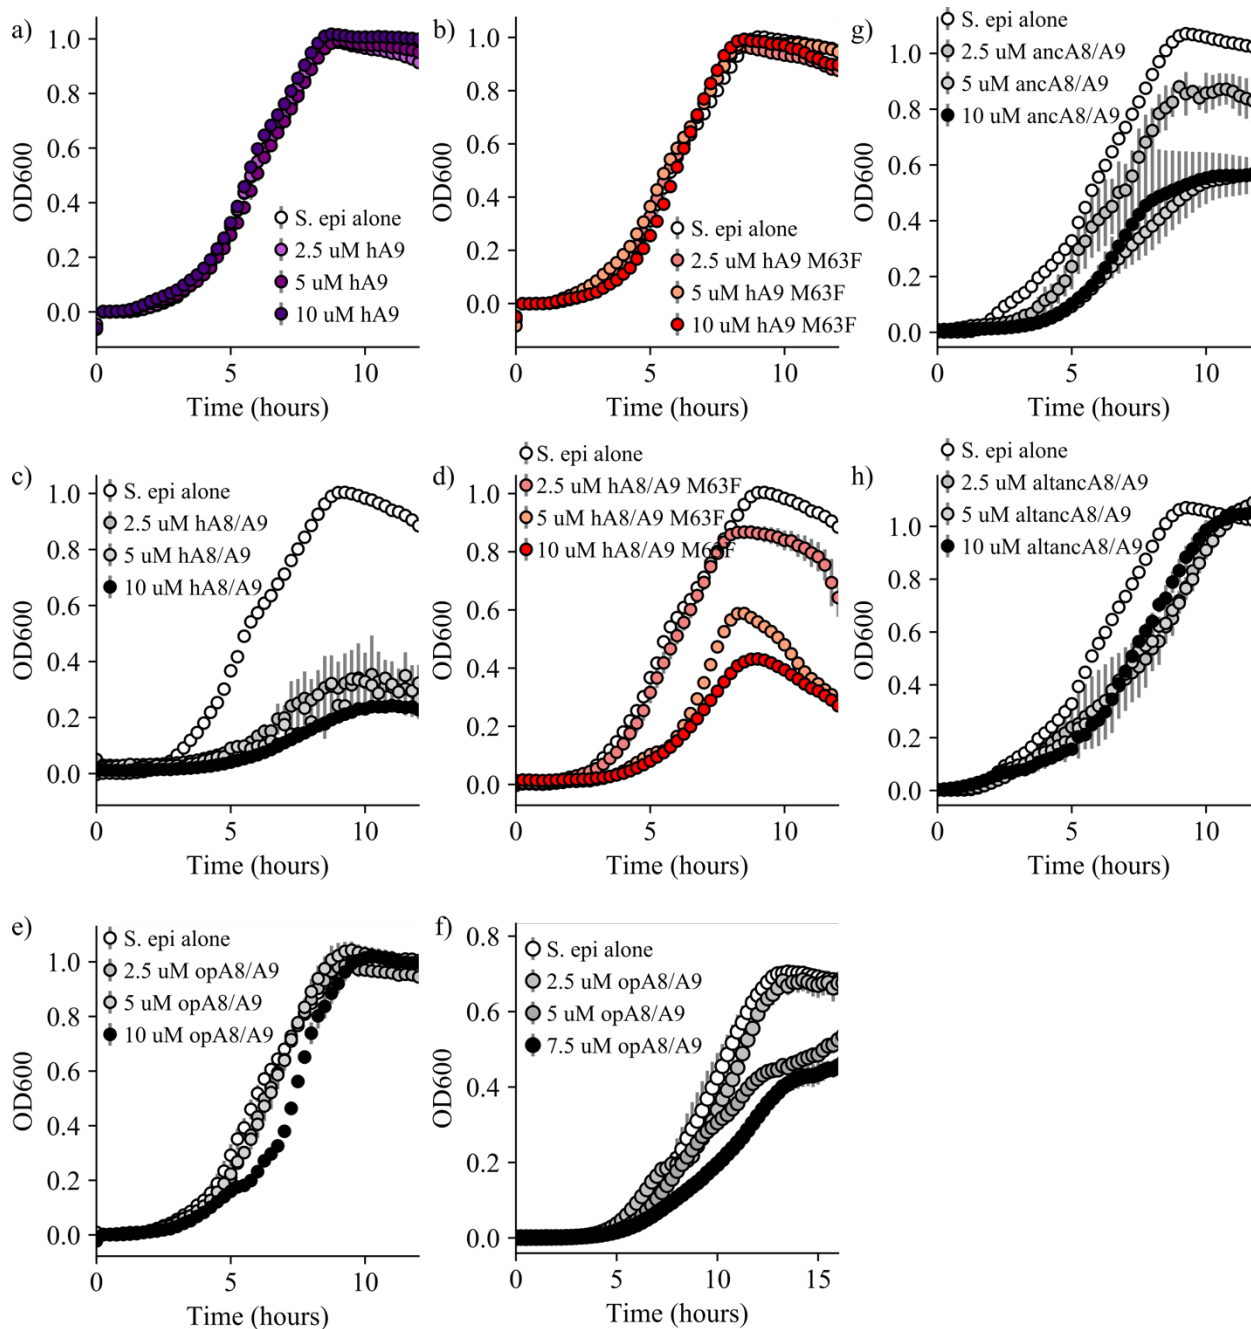 a)
1.0
0.8
0.6
0.4
0.2
0.0
OD600
S. epi alone
2.5 uM hA9
5 uM hA9
10 uM hA9
0 5 10
Time (hours)
b)
1.0
0.8
0.6
0.4
0.2
0.0
OD600
S. epi alone
2.5 uM hA9 M63F
5 uM hA9 M63F
10 uM hA9 M63F
0 5 10
Time (hours)
g)
S. epi alone
2.5 uM ancA8/A9
5 uM ancA8/A9
10 uM ancA8/A9
1.0
0.8
0.6
0.4
0.2
0.0
OD600
0 5 10
Time (hours)
c)
S. epi alone
2.5 uM hA8/A9
5 uM hA8/A9
10 uM hA8/A9
1.0
0.8
0.6
0.4
0.2
0.0
OD600
0 5 10
Time (hours)
d)
S. epi alone
2.5 uM hA8/A9 M63F
5 uM hA8/A9 M63F
10 uM hA8/A9 M63F
1.0
0.8
0.6
0.4
0.2
0.0
OD600
0 5 10
Time (hours)
h)
S. epi alone
2.5 uM altancA8/A9
5 uM altancA8/A9
10 uM altancA8/A9
1.0
0.8
0.6
0.4
0.2
0.0
OD600
0 5 10
Time (hours)
e)
S. epi alone
2.5 uM opA8/A9
5 uM opA8/A9
10 uM opA8/A9
1.0
0.8
0.6
0.4
0.2
0.0
OD600
0 5 10
Time (hours)
f)
S. epi alone
2.5 uM opA8/A9
5 uM opA8/A9
7.5 uM opA8/A9
0.8
0.6
0.4
0.2
0.0
OD600
0 5 10 15
Time (hours)